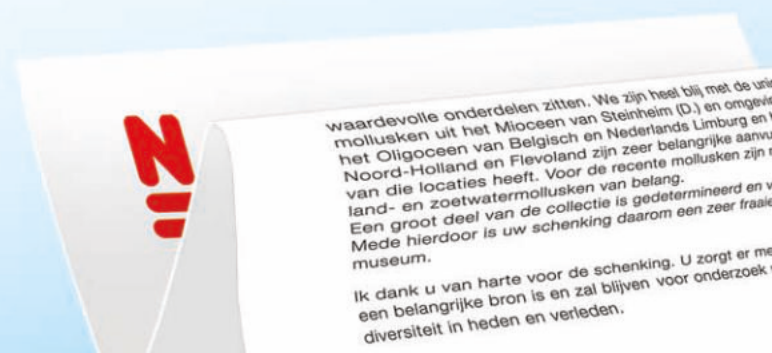 N
waardevolle onderdelen zitten. We zijn heel blij met de
mollusken uit het Mioceen van Steinheim (D.) en
het Oligoceen van Belgisch en Nederlands Limburg en
Noord-Holland en Flevoland zijn zeer belangrijke
van die locaties heeft. Voor de recente mollusken zijn
land- en zoetwatermollusken van belang.
Een groot deel van de collectie is gedetermineerd en
Mede hierdoor is uw schenking daarom een zeer fraaie
museum.
Ik dank u van harte voor de schenking. U zorgt er
een belangrijke bron is en zal blijven voor onderzoek
diversiteit in heden en verleden.